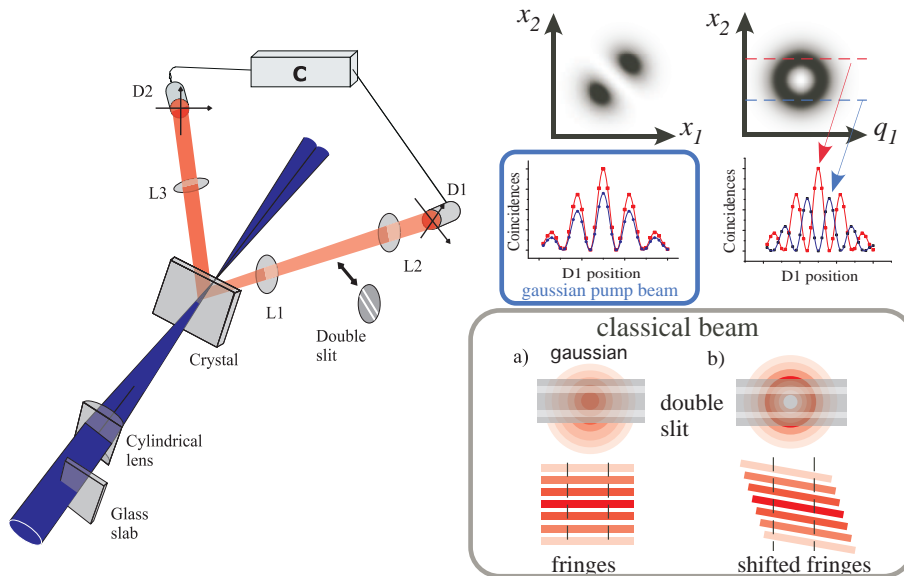 C
D2
L3
D1
L2
L1
Double
slit
Crystal
Cylindrical
lens
Glass
slab
x2
x1
x2
q1
Coincidences
D1 position
gaussian pump beam
Coincidences
D1 position
classical beam
a)
gaussian
b)
double
slit
fringes
shifted fringes